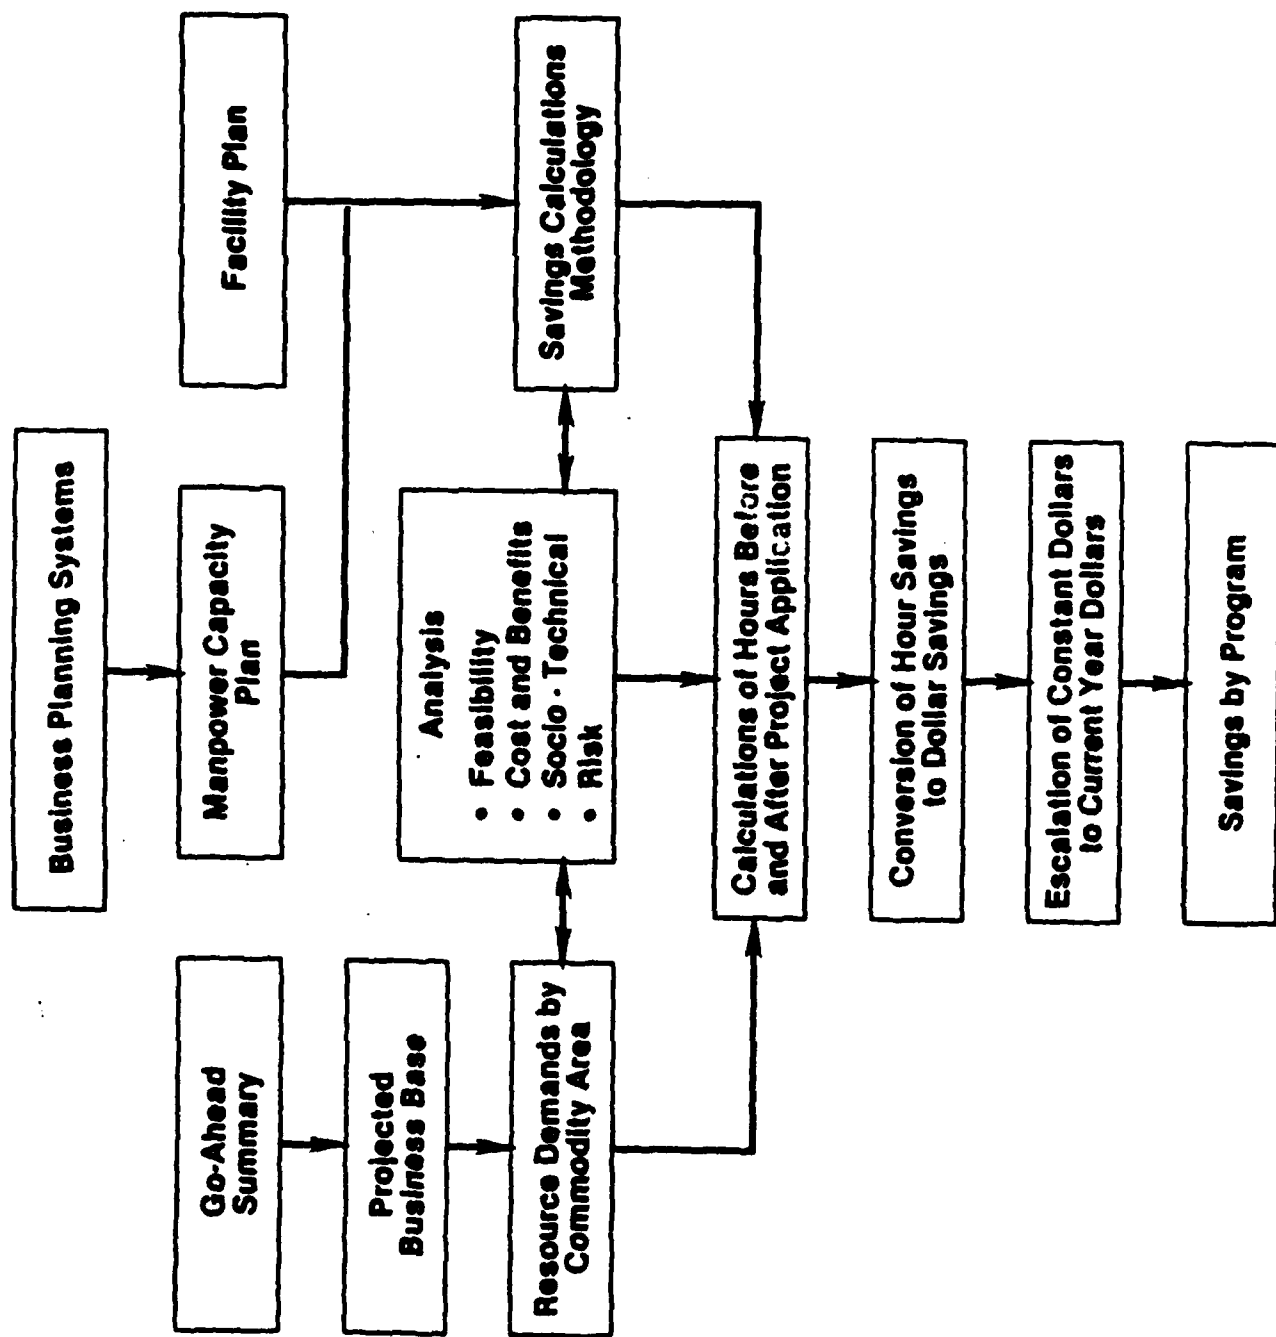 Business Planning Systems
Go-Ahead
Summary
Manpower Capacity
Plan
Facility Plan
Projected
Business Base
Analysis
• Feasibility
• Cost and Benefits
• Socio - Technical
• Risk
Resource Demands by
Commodity Area
Savings Calculations
Methodology
Calculations of Hours Before
and After Project Application
Conversion of Hour Savings
to Dollar Savings
Escalation of Constant Dollars
to Current Year Dollars
Savings by Program